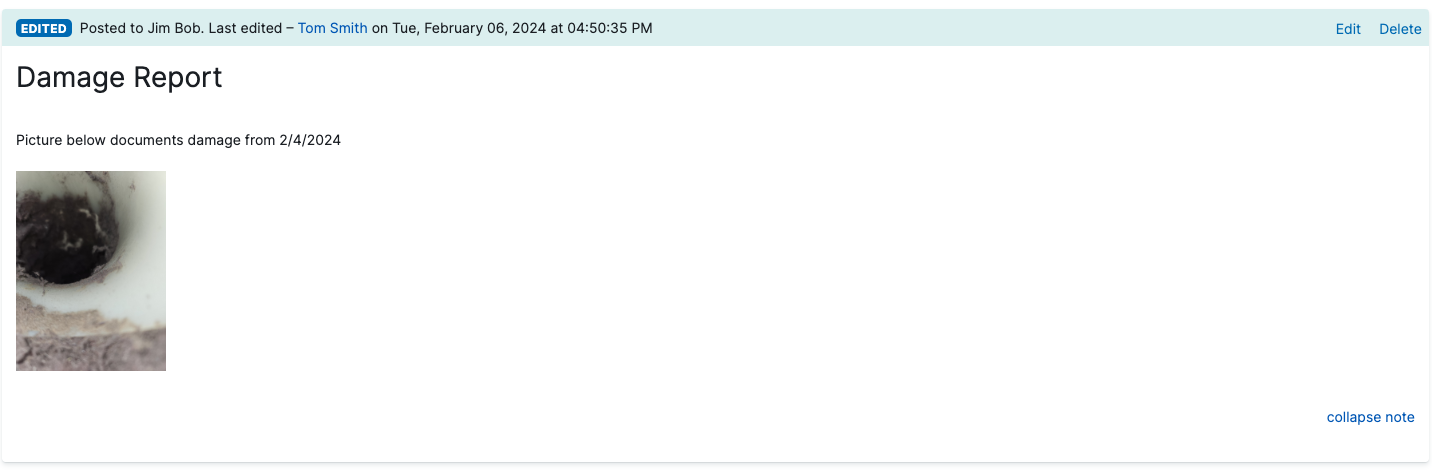 EDITED Posted to Jim Bob. Last edited – Tom Smith on Tue, February 06, 2024 at 04:50:35 PM Edit Delete
Damage Report
Picture below documents damage from 2/4/2024
collapse note